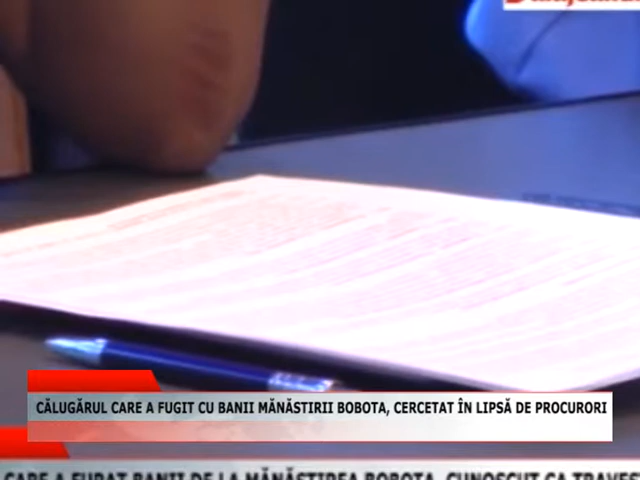 CĂLUGĂRUL CARE A FUGIT CU BANII MĂNĂSTIRII BOBOTA, CERCETAT ÎN LIPSĂ DE PROCURORI
CARE A FURAT BANII DE LA MĂNĂSTIREA BOBOTA, CUNOSCUT CA